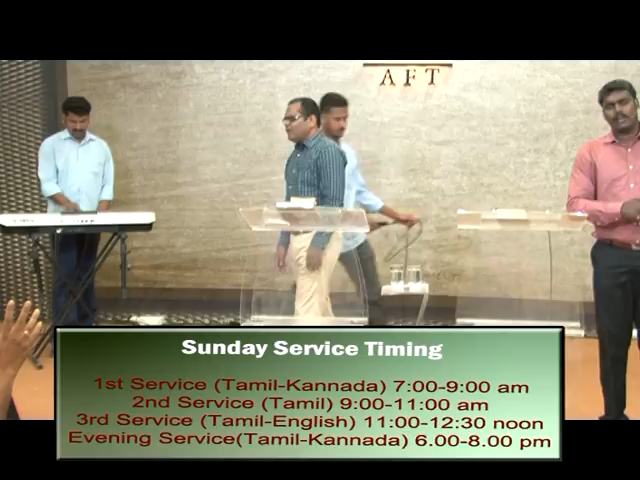 AFT
Sunday Service Timing
1st Service (Tamil-Kannada) 7:00-9:00 am
2nd Service (Tamil) 9:00-11:00 am
3rd Service (Tamil-English) 11:00-12:30 noon
Evening Service(Tamil-Kannada) 6.00-8.00 pm